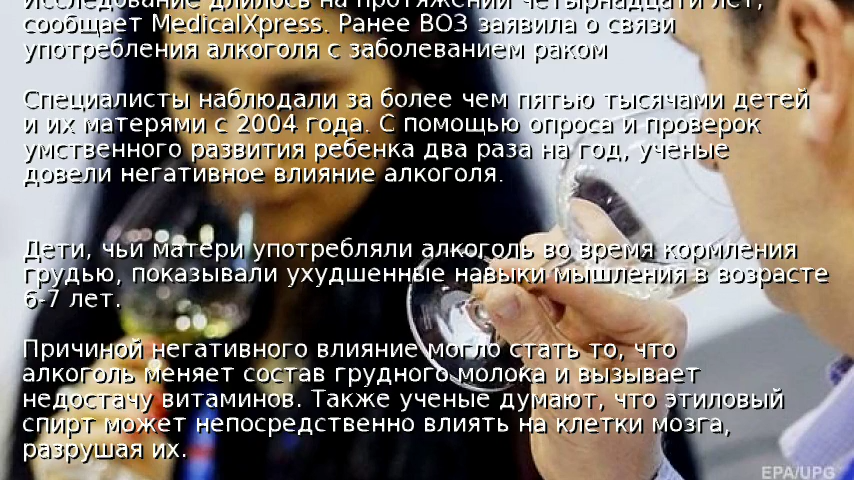 Исследование длилось на протяжении четырнадцати лет,
сообщает MedicalXpress. Ранее ВОЗ заявила о связи
употребления алкоголя с заболеванием раком
Специалисты наблюдали за более чем пятью тысячами детей
и их матерями с 2004 года. С помощью опроса и проверок
умственного развития ребенка два раза на год, ученые
довели негативное влияние алкоголя.
Дети, чьи матери употребляли алкоголь во время кормления
грудью, показывали ухудшенные навыки мышления в возрасте
6-7 лет.
Причиной негативного влияние могло стать то, что
алкоголь меняет состав грудного молока и вызывает
недостачу витаминов. Также ученые думают, что этиловый
спирт может непосредственно влиять на клетки мозга,
разрушая их.
EPA/UPG